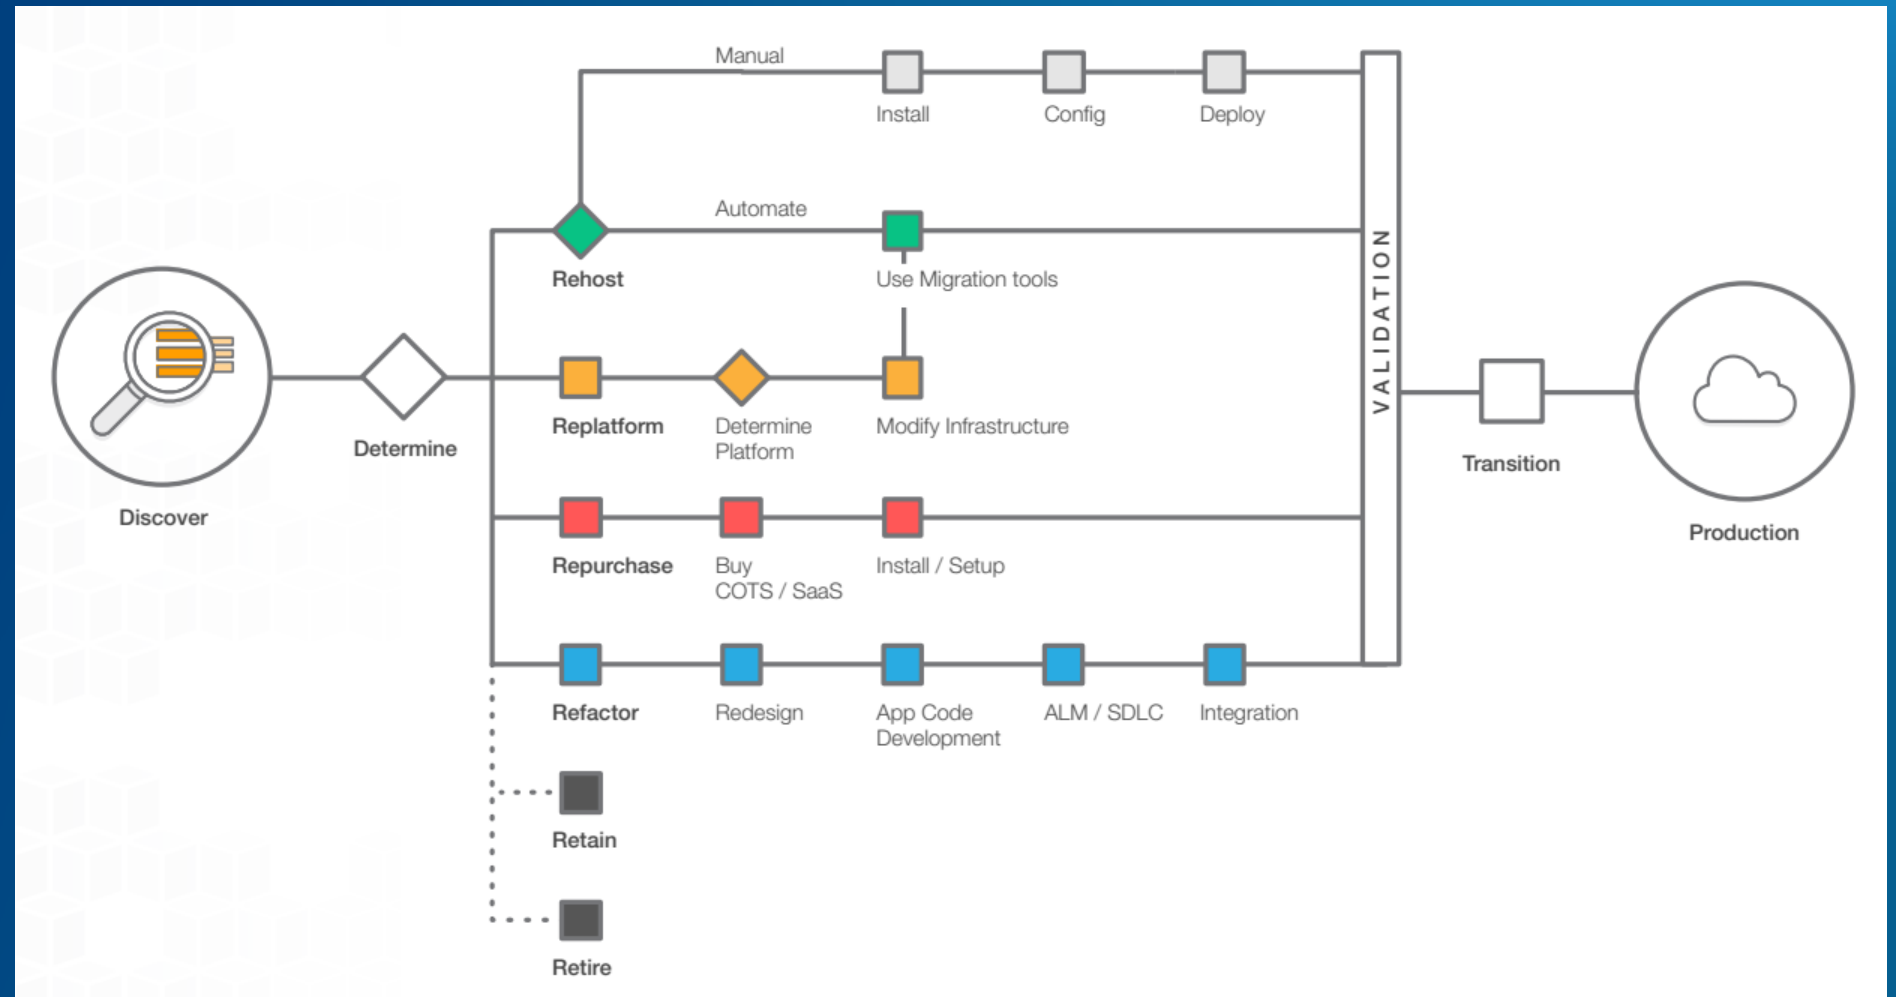 Manual
Install
Config
Deploy
Automate
Rehost
Use Migration tools
VALIDATION
Determine
Replatform
Determine
Platform
Modify Infrastructure
Discover
Transition
Production
Repurchase
Buy
COTS / SaaS
Install / Setup
Refactor
Redesign
App Code
Development
ALM / SDLC
Integration
Retain
Retire